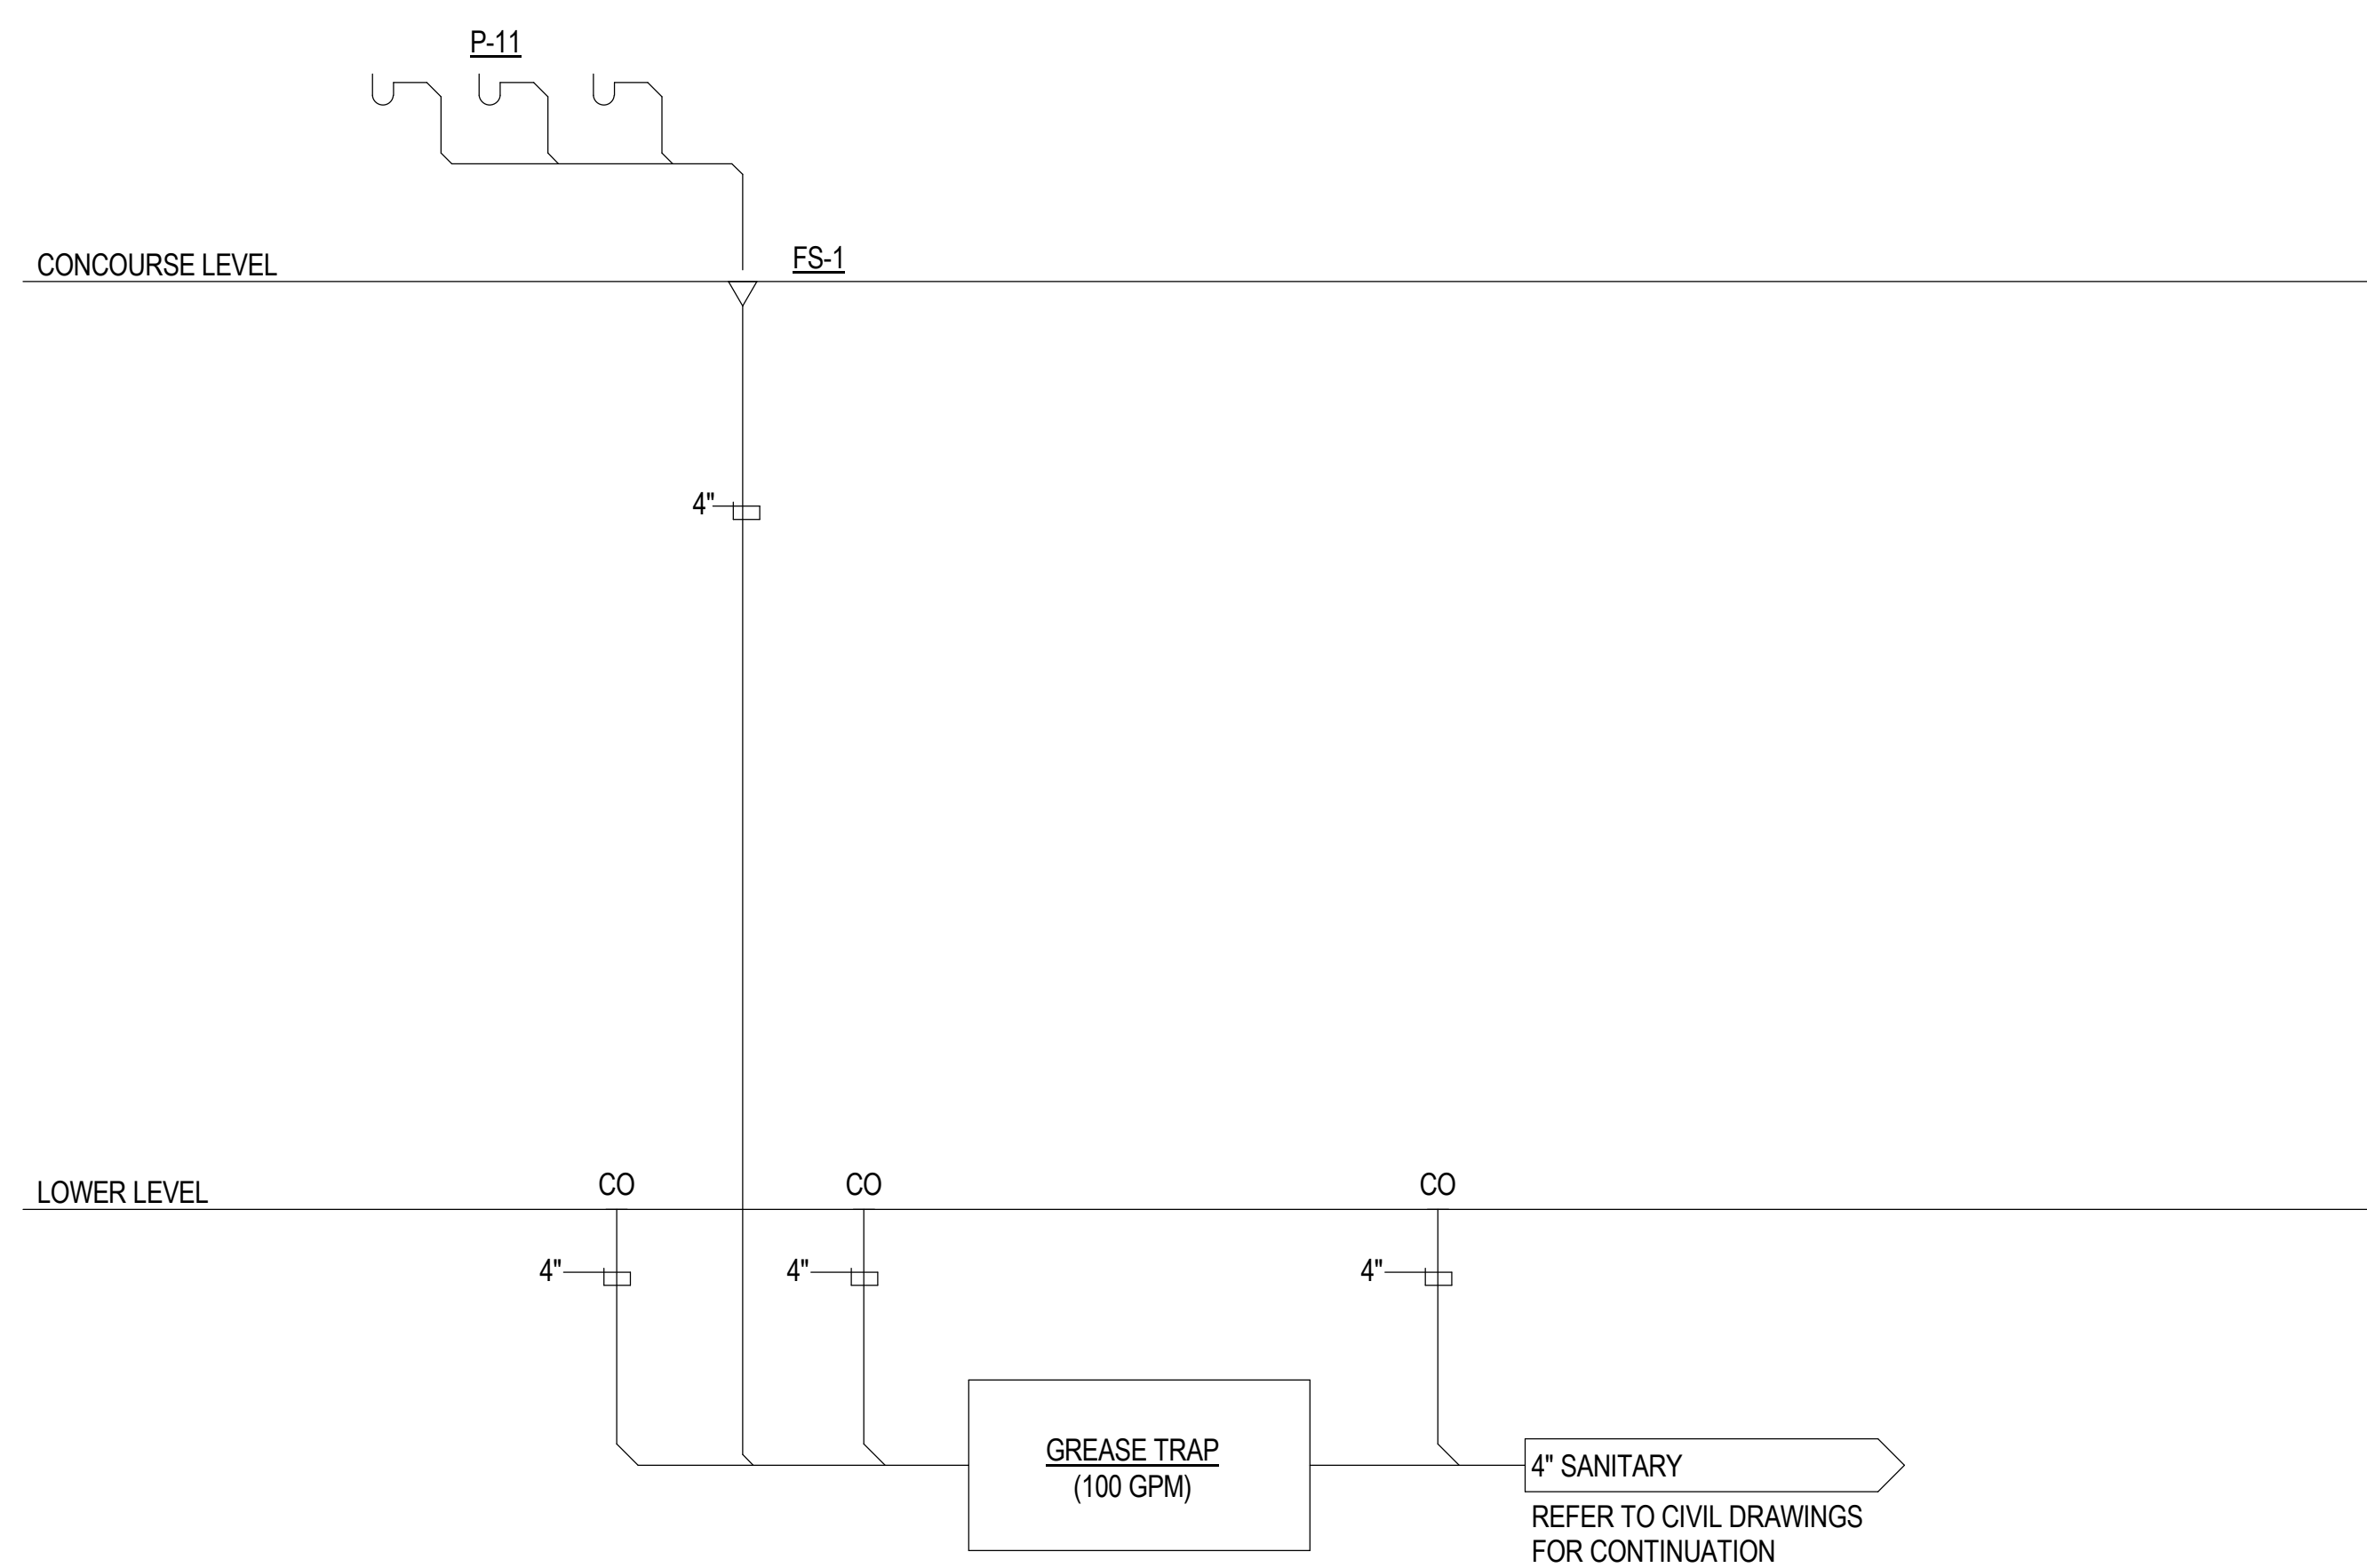 P-11
CONCOURSE LEVEL
FS-1
4"
LOWER LEVEL
CO
CO
CO
4"
4"
4"
GREASE TRAP
(100 GPM)
4" SANITARY
REFER TO CIVIL DRAWINGS
FOR CONTINUATION